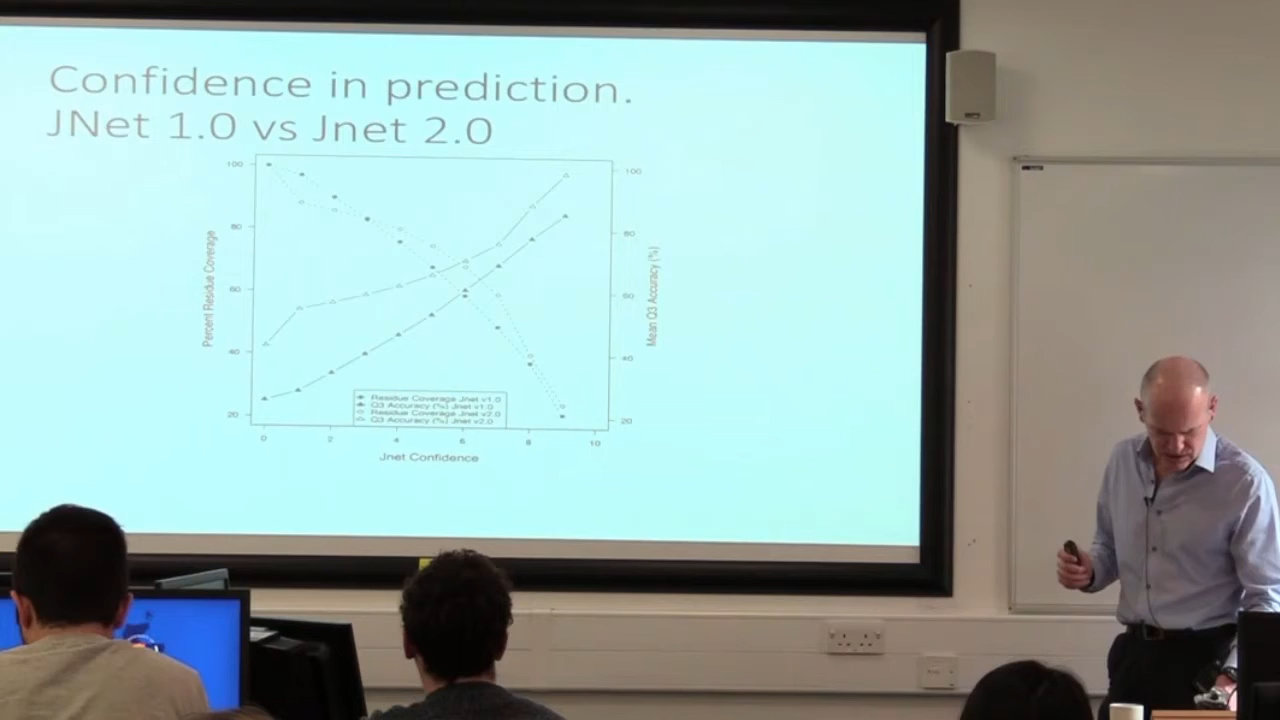 Confidence in prediction.
JNet 1.0 vs Jnet 2.0
100
80
60
40
20
Percent Residue Coverage
100
80
60
40
20
Mean Q3 Accuracy (%)
Residue Coverage Jnet v1.0
Q3 Accuracy (%) Jnet v1.0
Residue Coverage Jnet v2.0
Q3 Accuracy (%) Jnet v2.0
0 2 4 6 8 10
Jnet Confidence